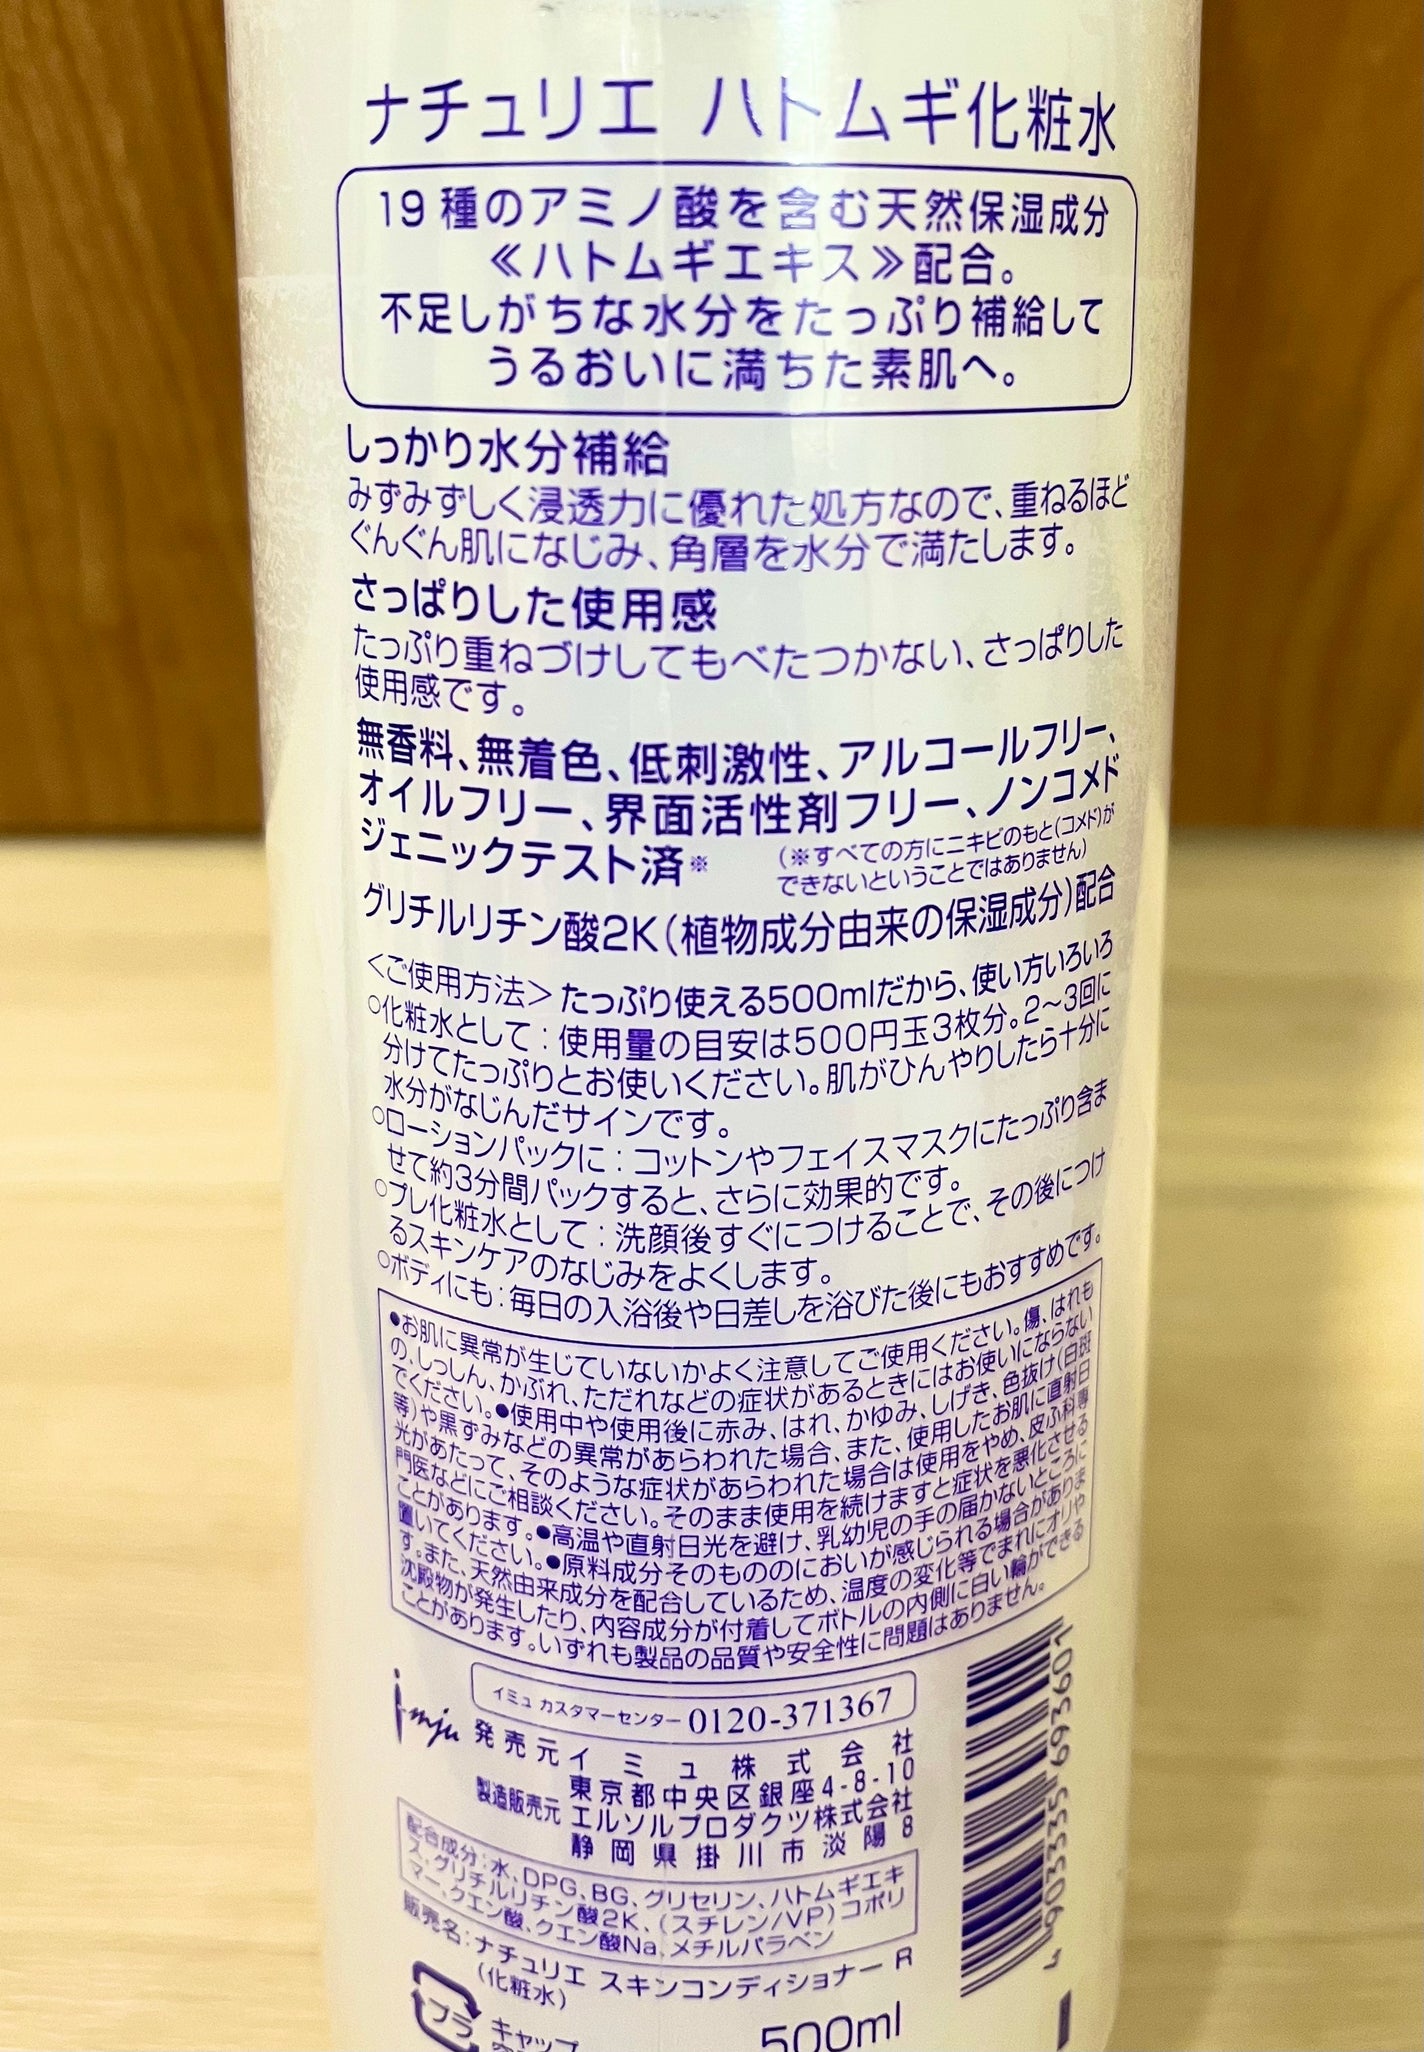 ナチュリエ ハトムギ化粧水
19種のアミノ酸を含む天然保湿成分
≪ハトムギエキス≫配合。
不足しがちな水分をたっぷり補給して
うるおいに満ちた素肌へ。
しっかり水分補給
みずみずしく浸透力に優れた処方なので、重ねるほど
ぐんぐん肌になじみ、角層を水分で満たします。
さっぱりした使用感
たっぷり重ねづけしてもべたつかない、さっぱりした
使用感です。
無香料、無着色、低刺激性、アルコールフリー、
オイルフリー、界面活性剤フリー、ノンコメド
ジェニックテスト済※
(※すべての方にニキビのもと(コメド)が
できないということではありません)
グリチルリチン酸2K(植物成分由来の保湿成分)配合
<ご使用方法>たっぷり使える500mlだから、使い方いろいろ
○化粧水として:使用量の目安は500円玉3枚分。2～3回に
分けてたっぷりとお使いください。肌がひんやりしたら十分に
水分がなじんだサインです。
○ローションパックに:コットンやフェイスマスクにたっぷり含ま
せて約3分間パックすると、さらに効果的です。
○プレ化粧水として:洗顔後すぐにつけることで、その後につけ
るスキンケアのなじみをよくします。
○ボディにも:毎日の入浴後や日差しを浴びた後にもおすすめです。
●お肌に異常が生じていないかよく注意してご使用ください。傷、はれも
の、しっしん、かぶれ、ただれなどの症状があるときにはお使いにならない
でください。●使用中や使用後に赤み、はれ、かゆみ、しげき、色抜け(白斑
等)や黒ずみなどの異常があらわれた場合、また、使用したお肌に直射日
光があたって、そのような症状があらわれた場合は使用をやめ、皮ふ科専
門医などにご相談ください。そのまま使用を続けますと症状を悪化させる
ことがあります。●高温や直射日光を避け、乳幼児の手の届かないところに
置いてください。●原料成分そのもののにおいが感じられる場合がありま
す。また、天然由来成分を配合しているため、温度の変化等でまれにオリや
沈殿物が発生したり、内容成分が付着してボトルの内側に白い輪ができる
ことがあります。いずれも製品の品質や安全性に問題はありません。
イミュ カスタマーセンター 0120-371367
i-mju
発売元 イミュ株式会社
東京都中央区銀座4-8-10
製造販売元 エルソルプロダクツ株式会社
静岡県掛川市淡陽8
配合成分:水、DPG、BG、グリセリン、ハトムギエキ
ス、グリチルリチン酸2K、(スチレン/VP)コポリ
マー、クエン酸、クエン酸Na、メチルパラベン
販売名:ナチュリエ スキンコンディショナー R
(化粧水)
プラ
キャップ
500ml
4 903335 693601